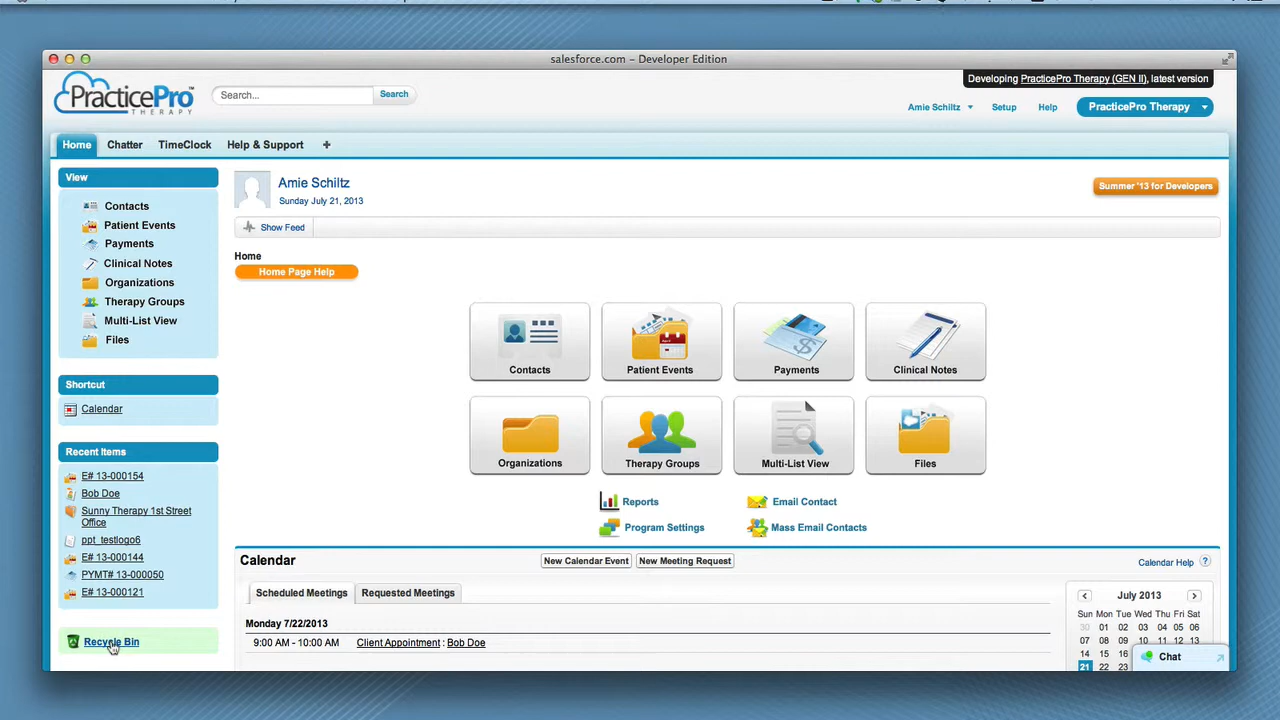 salesforce.com – Developer Edition
Developing PracticePro Therapy (GEN II), latest version
PracticePro
THERAPY
Search...
Search
Amie Schiltz
Setup
Help
PracticePro Therapy
Home
Chatter
TimeClock
Help & Support
+
View
Contacts
Patient Events
Payments
Clinical Notes
Organizations
Therapy Groups
Multi-List View
Files
Shortcut
Calendar
Recent Items
E# 13-000154
Bob Doe
Sunny Therapy 1st Street
Office
ppt_testlogo6
E# 13-000144
PYMT# 13-000050
E# 13-000121
Recycle Bin
Amie Schiltz
Sunday July 21, 2013
Summer '13 for Developers
Show Feed
Home
Home Page Help
Contacts
Patient Events
Payments
Clinical Notes
Organizations
Therapy Groups
Multi-List View
Files
Reports
Email Contact
Program Settings
Mass Email Contacts
Calendar
New Calendar Event
New Meeting Request
Calendar Help ?
Scheduled Meetings
Requested Meetings
Monday 7/22/2013
9:00 AM - 10:00 AM Client Appointment : Bob Doe
July 2013
Sun Mon Tue Wed Thu Fri Sat
30 01 02 03 04 05 06
07 08 09 10 11 12 13
14 15 16
21 22 23
Chat